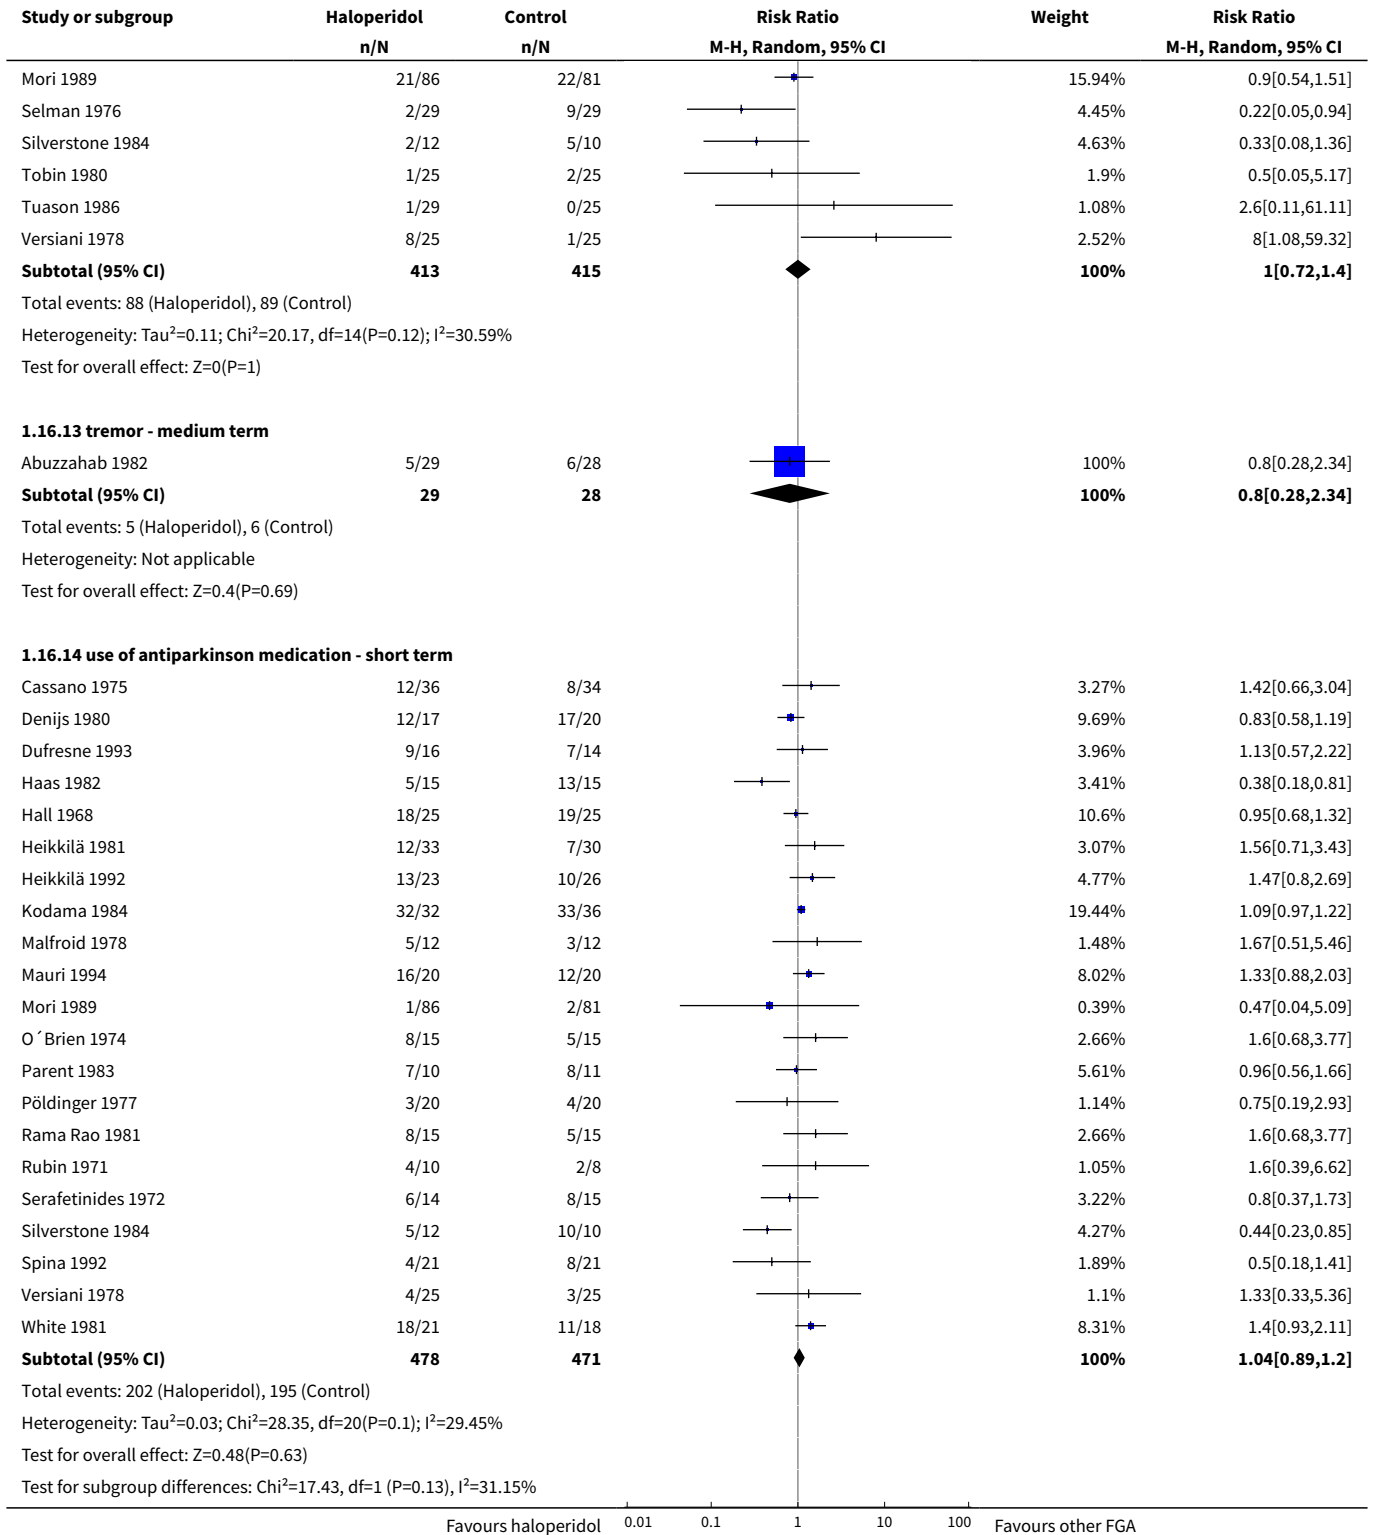 Study or subgroup Haloperidol Control Risk Ratio Weight Risk Ratio
n/N n/N M-H, Random, 95% CI M-H, Random, 95% CI
Mori 1989 21/86 22/81 15.94% 0.9[0.54,1.51]
Selman 1976 2/29 9/29 4.45% 0.22[0.05,0.94]
Silverstone 1984 2/12 5/10 4.63% 0.33[0.08,1.36]
Tobin 1980 1/25 2/25 1.9% 0.5[0.05,5.17]
Tuason 1986 1/29 0/25 1.08% 2.6[0.11,61.11]
Versiani 1978 8/25 1/25 2.52% 8[1.08,59.32]
Subtotal (95% CI) 413 415 100% 1[0.72,1.4]
Total events: 88 (Haloperidol), 89 (Control)
Heterogeneity: Tau²=0.11; Chi²=20.17, df=14(P=0.12); I²=30.59%
Test for overall effect: Z=0(P=1)
1.16.13 tremor - medium term
Abuzzahab 1982 5/29 6/28 100% 0.8[0.28,2.34]
Subtotal (95% CI) 29 28 100% 0.8[0.28,2.34]
Total events: 5 (Haloperidol), 6 (Control)
Heterogeneity: Not applicable
Test for overall effect: Z=0.4(P=0.69)
1.16.14 use of antiparkinson medication - short term
Cassano 1975 12/36 8/34 3.27% 1.42[0.66,3.04]
Denijs 1980 12/17 17/20 9.69% 0.83[0.58,1.19]
Dufresne 1993 9/16 7/14 3.96% 1.13[0.57,2.22]
Haas 1982 5/15 13/15 3.41% 0.38[0.18,0.81]
Hall 1968 18/25 19/25 10.6% 0.95[0.68,1.32]
Heikkilä 1981 12/33 7/30 3.07% 1.56[0.71,3.43]
Heikkilä 1992 13/23 10/26 4.77% 1.47[0.8,2.69]
Kodama 1984 32/32 33/36 19.44% 1.09[0.97,1.22]
Malfroid 1978 5/12 3/12 1.48% 1.67[0.51,5.46]
Mauri 1994 16/20 12/20 8.02% 1.33[0.88,2.03]
Mori 1989 1/86 2/81 0.39% 0.47[0.04,5.09]
O´Brien 1974 8/15 5/15 2.66% 1.6[0.68,3.77]
Parent 1983 7/10 8/11 5.61% 0.96[0.56,1.66]
Pöldinger 1977 3/20 4/20 1.14% 0.75[0.19,2.93]
Rama Rao 1981 8/15 5/15 2.66% 1.6[0.68,3.77]
Rubin 1971 4/10 2/8 1.05% 1.6[0.39,6.62]
Serafetinides 1972 6/14 8/15 3.22% 0.8[0.37,1.73]
Silverstone 1984 5/12 10/10 4.27% 0.44[0.23,0.85]
Spina 1992 4/21 8/21 1.89% 0.5[0.18,1.41]
Versiani 1978 4/25 3/25 1.1% 1.33[0.33,5.36]
White 1981 18/21 11/18 8.31% 1.4[0.93,2.11]
Subtotal (95% CI) 478 471 100% 1.04[0.89,1.2]
Total events: 202 (Haloperidol), 195 (Control)
Heterogeneity: Tau²=0.03; Chi²=28.35, df=20(P=0.1); I²=29.45%
Test for overall effect: Z=0.48(P=0.63)
Test for subgroup differences: Chi²=17.43, df=1 (P=0.13), I²=31.15%
Favours haloperidol 0.01 0.1 1 10 100 Favours other FGA